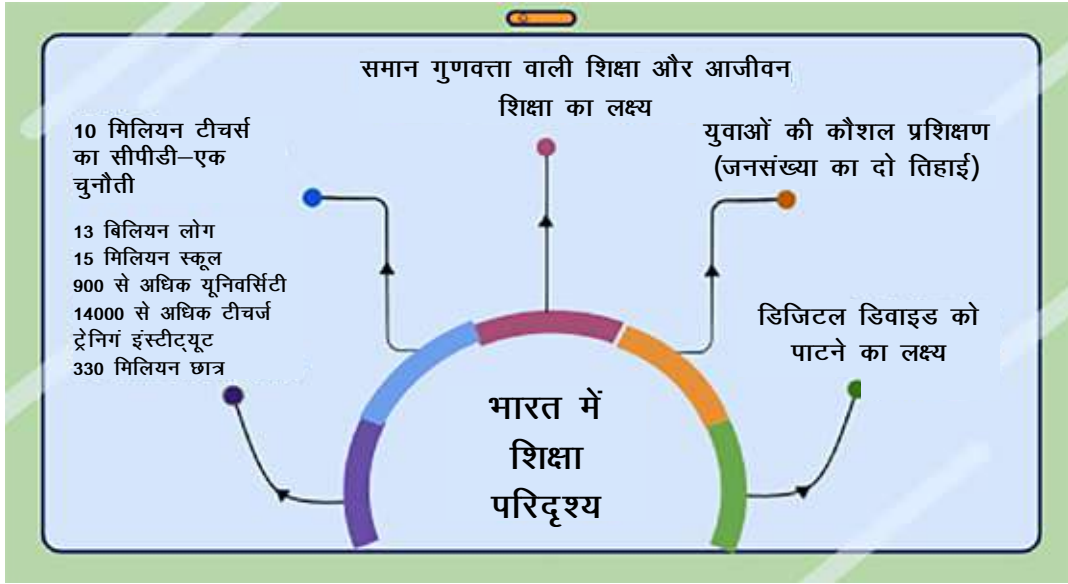 समान गुणवत्ता वाली शिक्षा और आजीवन
शिक्षा का लक्ष्य
10 मिलियन टीचर्स
का सीपीडी–एक
चुनौती
13 बिलियन लोग
15 मिलियन स्कूल
900 से अधिक यूनिवर्सिटी
14000 से अधिक टीचर्ज
ट्रेनिगं इंस्टीट्यूट
330 मिलियन छात्र
युवाओं की कौशल प्रशिक्षण
(जनसंख्या का दो तिहाई)
डिजिटल डिवाइड को
पाटने का लक्ष्य
भारत में
शिक्षा
परिदृश्य